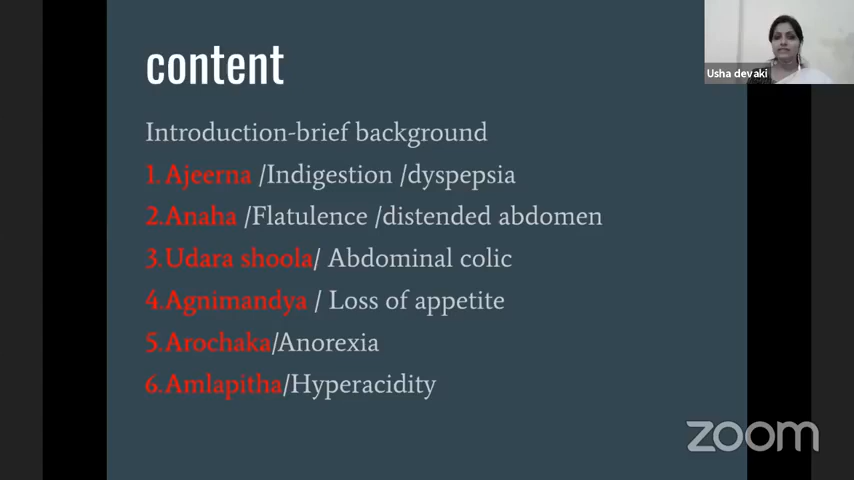 content
Usha devaki
Introduction-brief background
1. Ajeerna /Indigestion /dyspepsia
2.Anaha /Flatulence /distended abdomen
3.Udara shoola/ Abdominal colic
4.Agnimandya / Loss of appetite
5.Arochaka/Anorexia
6.Amlapitha/Hyperacidity
zoom